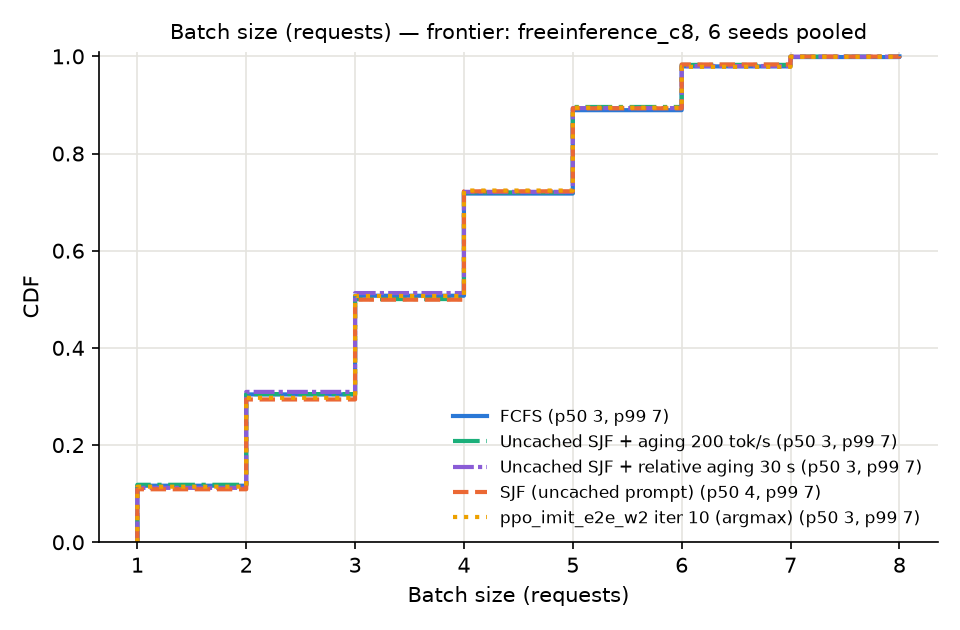 Batch size (requests) — frontier: freeinference_c8, 6 seeds pooled
1.0
0.8
0.6
0.4
0.2
0.0
CDF
FCFS (p50 3, p99 7)
Uncached SJF + aging 200 tok/s (p50 3, p99 7)
Uncached SJF + relative aging 30 s (p50 3, p99 7)
SJF (uncached prompt) (p50 4, p99 7)
ppo_imit_e2e_w2 iter 10 (argmax) (p50 3, p99 7)
1 2 3 4 5 6 7 8
Batch size (requests)